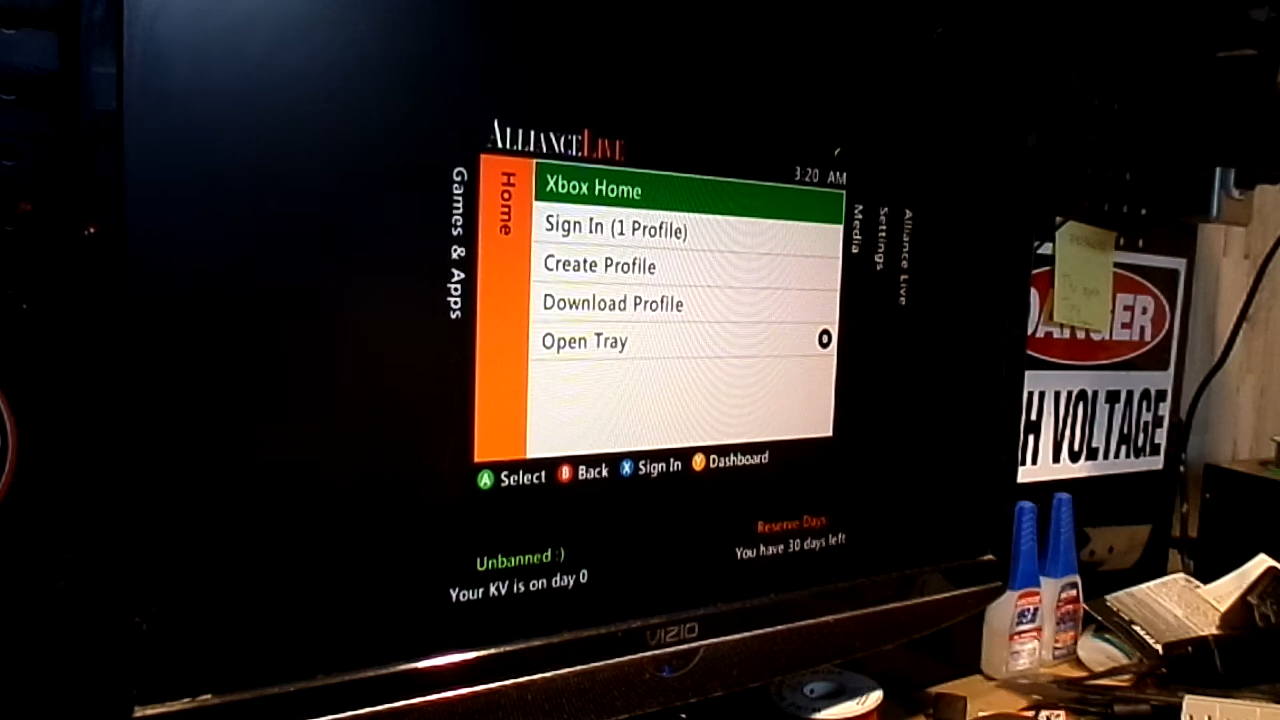 ALLIANCELIVE
3:20 AM
Games & Apps
Home
Xbox Home
Sign In (1 Profile)
Create Profile
Download Profile
Open Tray
Media
Settings
Alliance Live
A Select B Back X Sign In Y Dashboard
Unbanned :)
Your KV is on day 0
Reserve Days
You have 30 days left
VIZIO
DANGER
H VOLTAGE